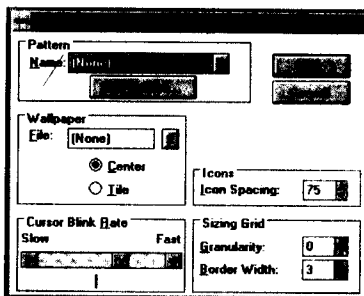 Pattern
Name: (None)
Wallpaper
File: (None)
Center
Tile
Icons
Icon Spacing: 75
Cursor Blink Rate
Slow Fast
Sizing Grid
Granularity: 0
Border Width: 3